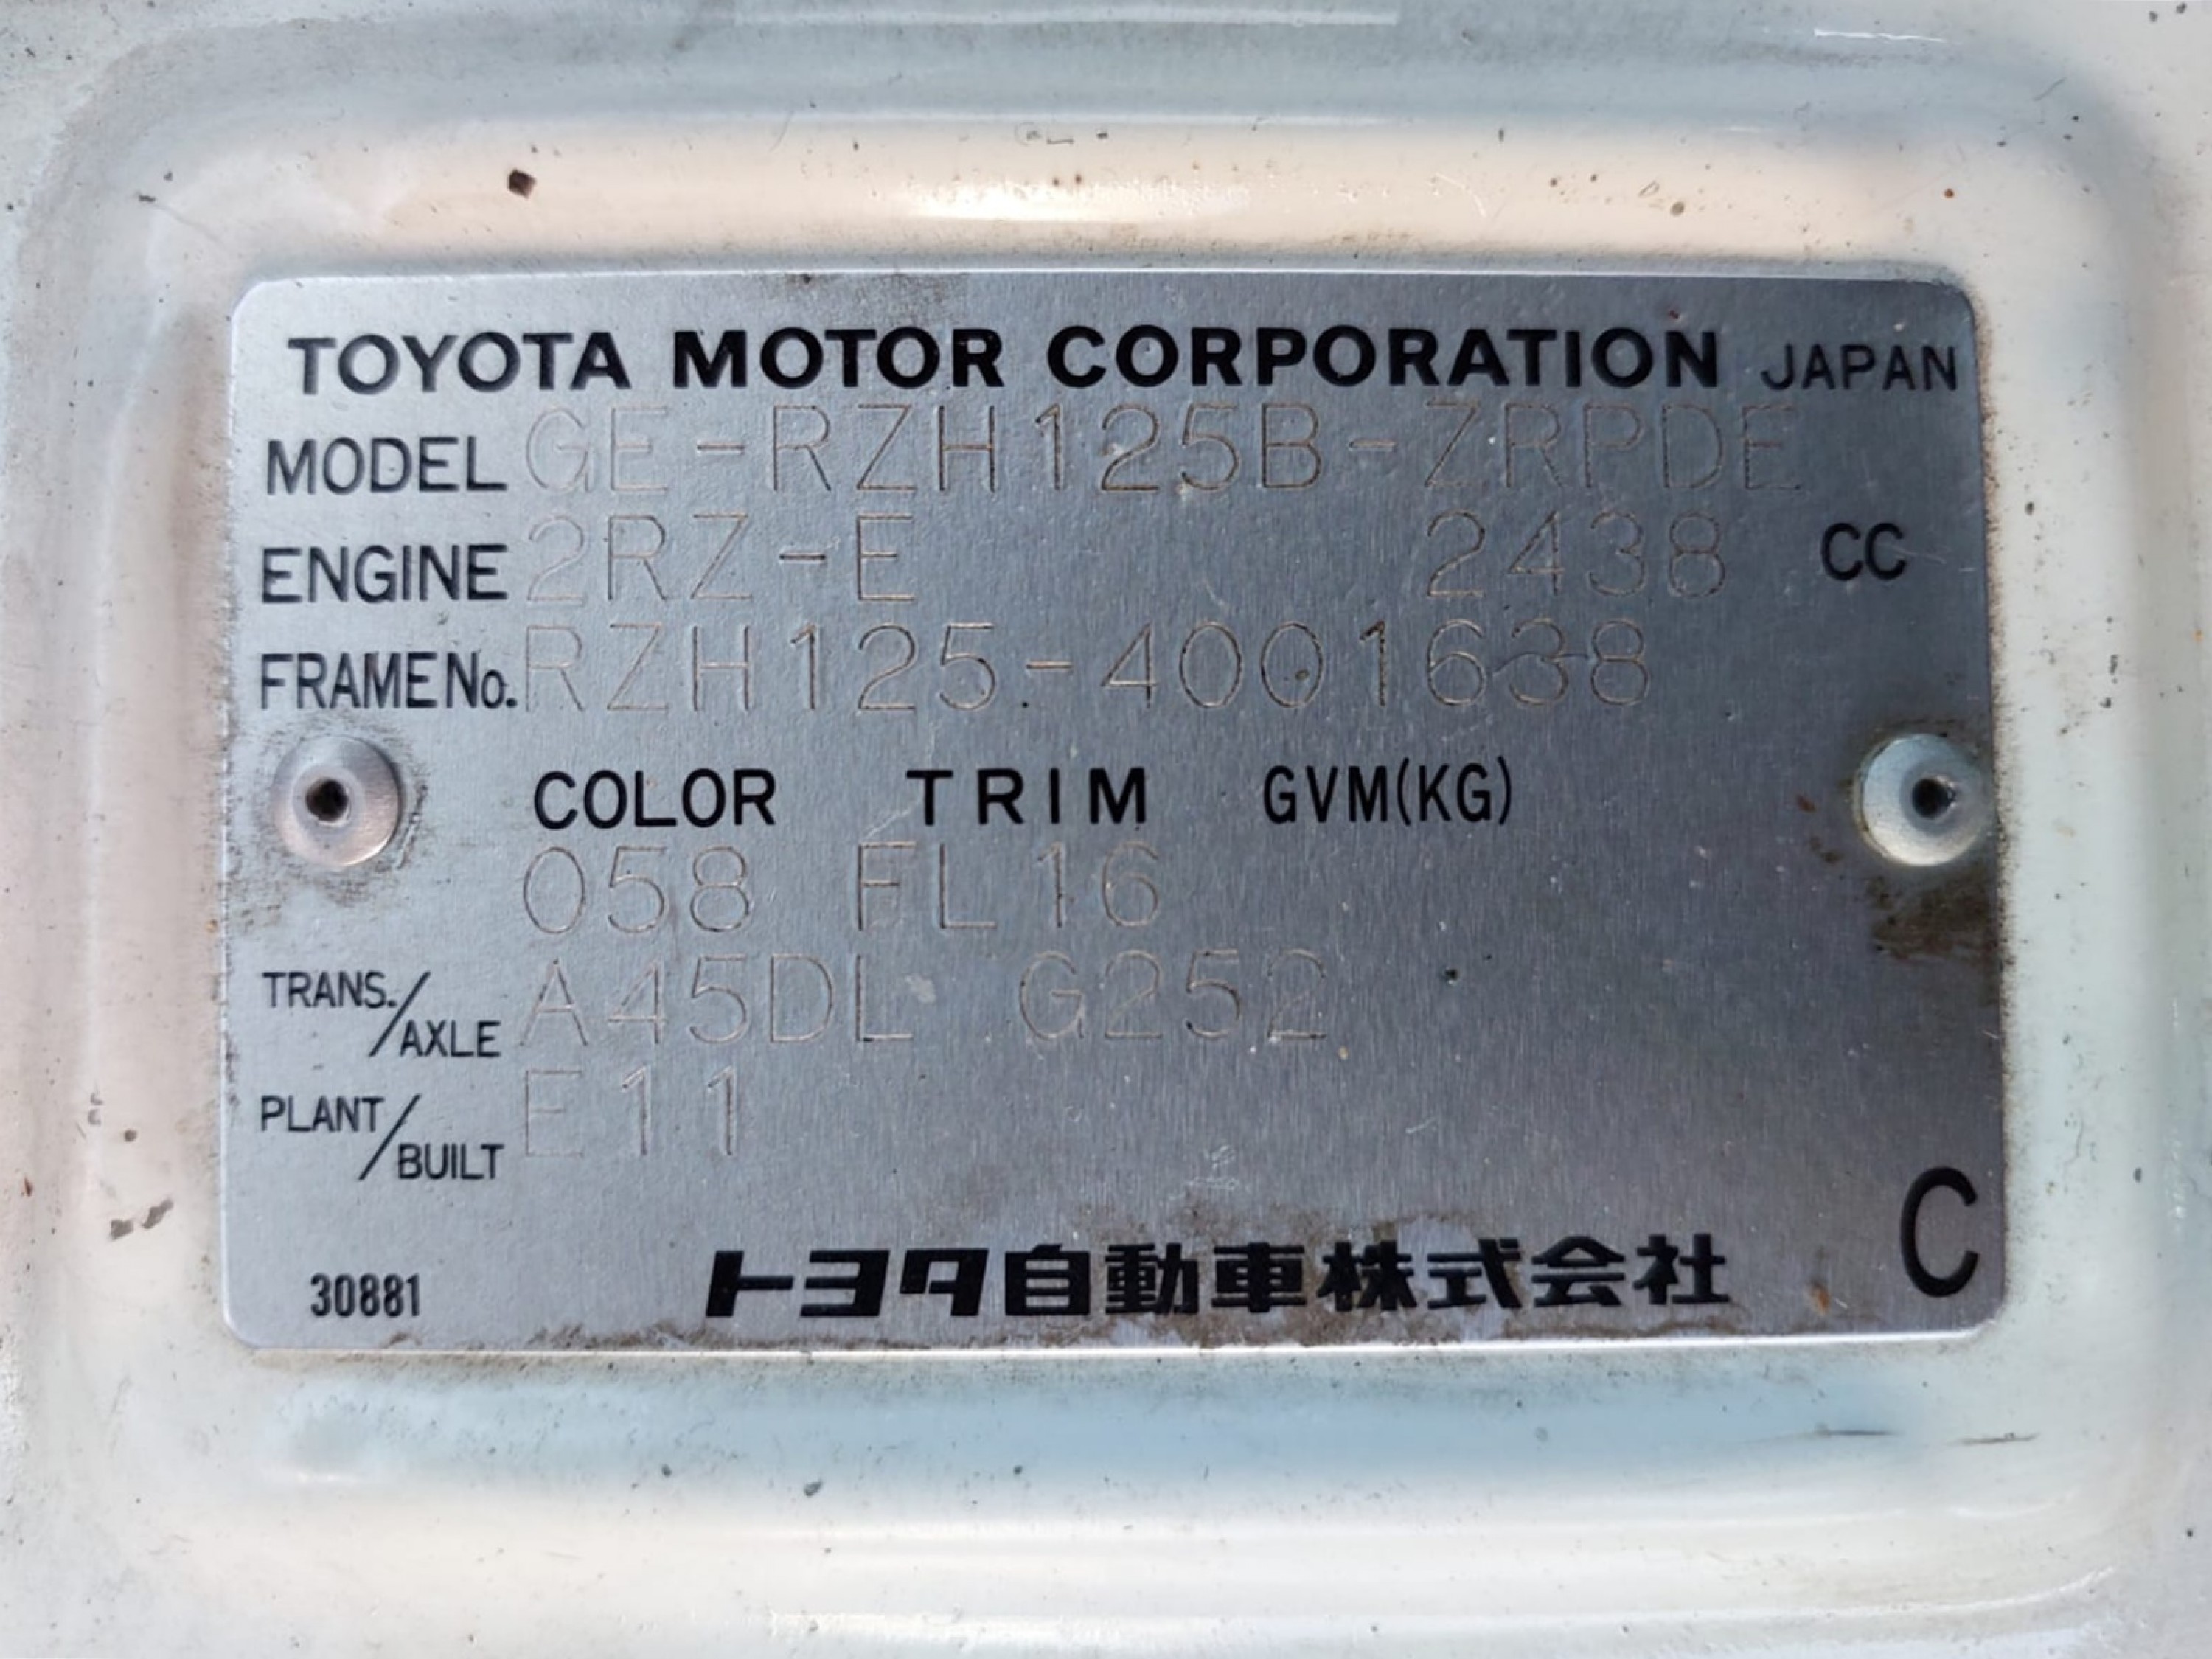 TOYOTA MOTOR CORPORATION JAPAN
MODEL GE-RZH125B-ZRPDE
ENGINE 2RZ-E 2438 CC
FRAME No. RZH125-4001638
COLOR TRIM GVM(KG)
058 FL16
TRANS./AXLE A45DL G252
PLANT/BUILT E11
C
30881 トヨタ自動車株式会社